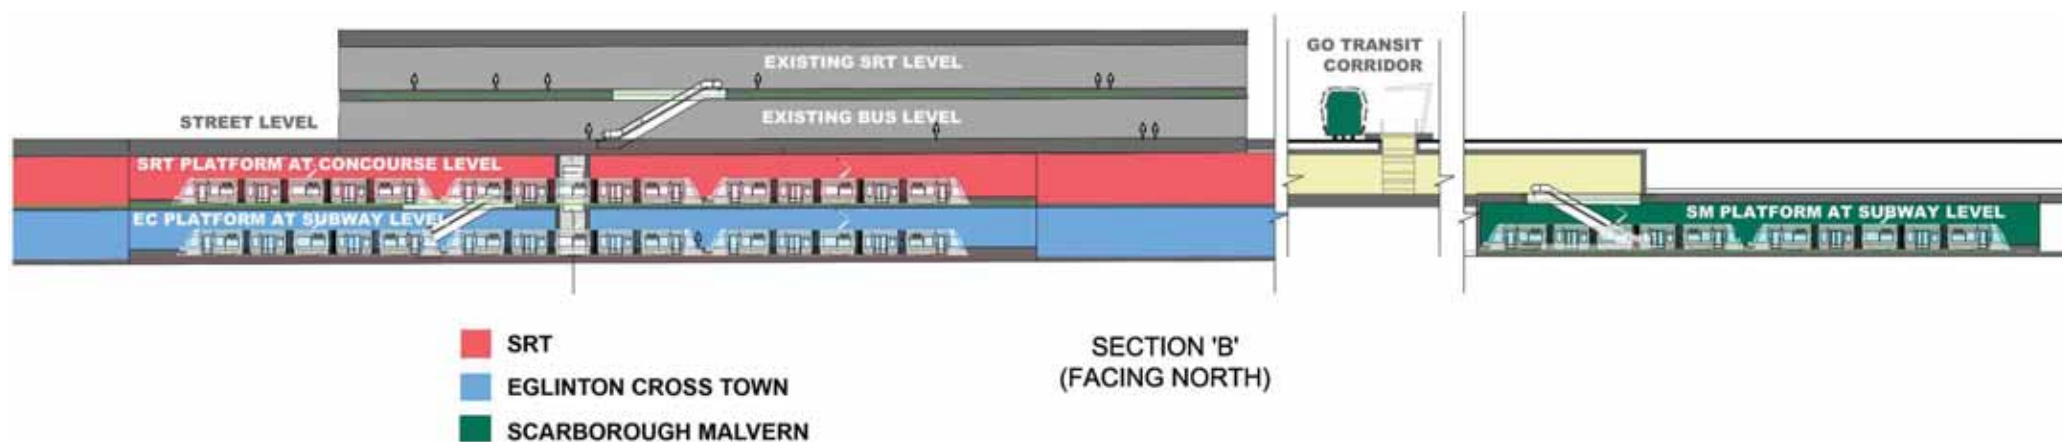 EXISTING SRT LEVEL
GO TRANSIT
CORRIDOR
STREET LEVEL
EXISTING BUS LEVEL
SRT PLATFORM AT CONCOURSE LEVEL
EC PLATFORM AT SUBWAY LEVEL
SM PLATFORM AT SUBWAY LEVEL
SRT
EGLINTON CROSS TOWN
SCARBOROUGH MALVERN
SECTION 'B'
(FACING NORTH)